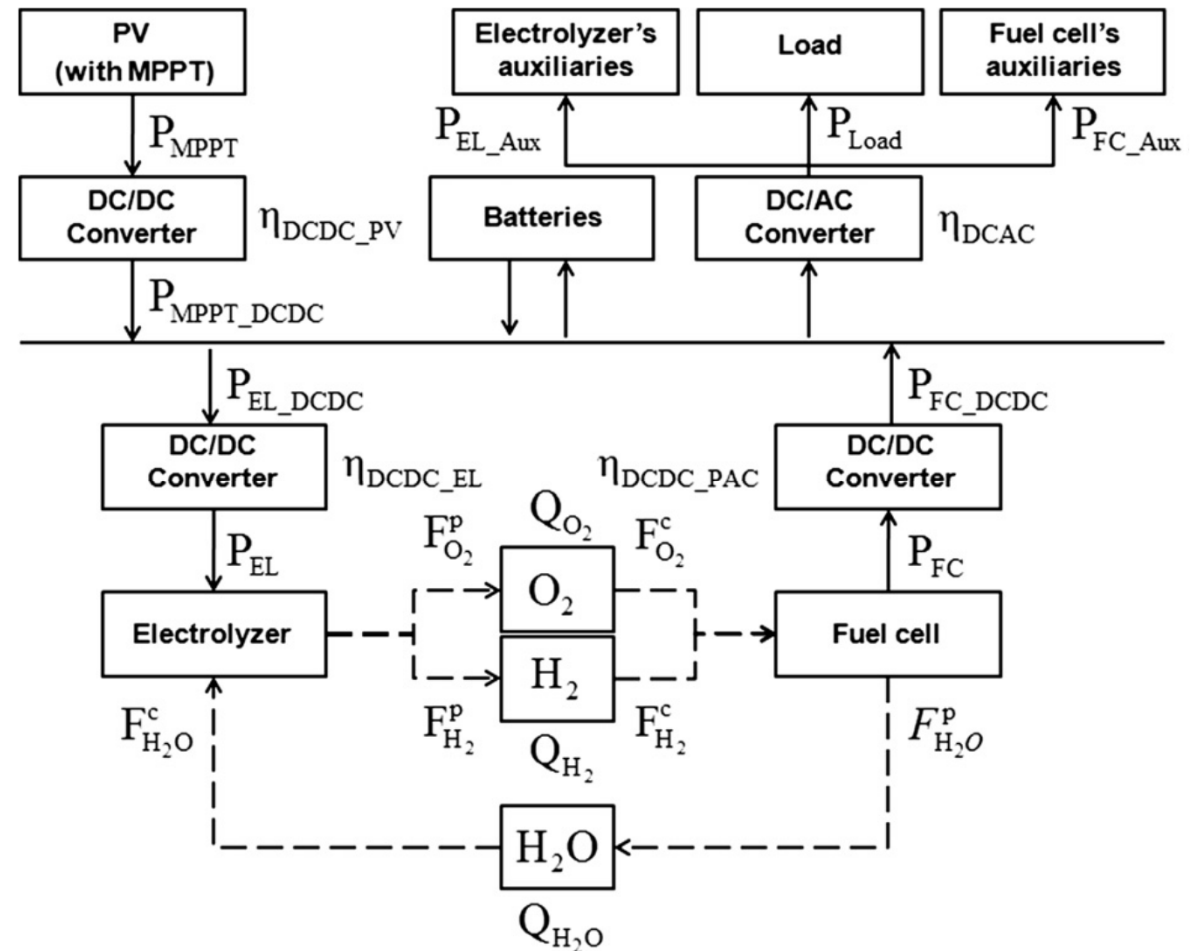 PV
(with MPPT)
Electrolyzer's
auxiliaries
Load
Fuel cell's
auxiliaries
P_MPPT
P_EL_Aux
P_Load
P_FC_Aux
DC/DC
Converter
η_DCDC_PV
Batteries
DC/AC
Converter
η_DCAC
P_MPPT_DCDC
P_EL_DCDC
P_FC_DCDC
DC/DC
Converter
η_DCDC_EL
η_DCDC_PAC
DC/DC
Converter
P_EL
F^p_O₂
Q_O₂
F^c_O₂
P_FC
Electrolyzer
O₂
Fuel cell
H₂
F^c_H₂O
F^p_H₂
F^c_H₂
F^p_H₂O
Q_H₂
H₂O
Q_H₂O